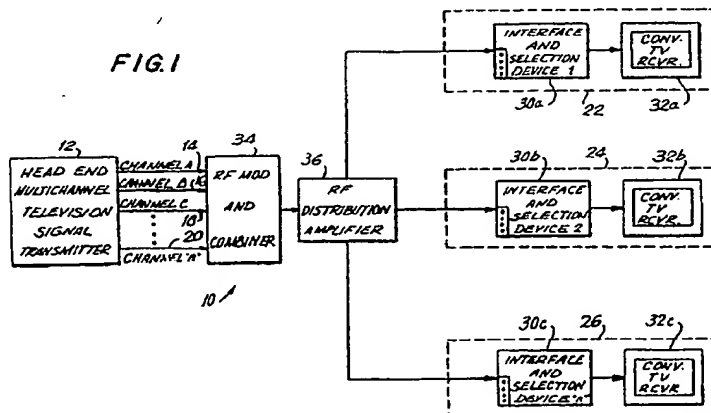 FIG.1
12
HEAD END
MULTICHANNEL
TELEVISION
SIGNAL
TRANSMITTER
CHANNEL A
14
CHANNEL B
16
CHANNEL C
18
20
CHANNEL "N"
34
RF MOD
AND
COMBINER
10
36
RF
DISTRIBUTION
AMPLIFIER
INTERFACE
AND
SELECTION
DEVICE 1
30a
CONV.
TV
RCVR.
32a
22
30b
INTERFACE
AND
SELECTION
DEVICE 2
24
32b
CONV.
TV
RCVR.
30c
INTERFACE
AND
SELECTION
DEVICE "N"
26
32c
CONV.
TV
RCVR